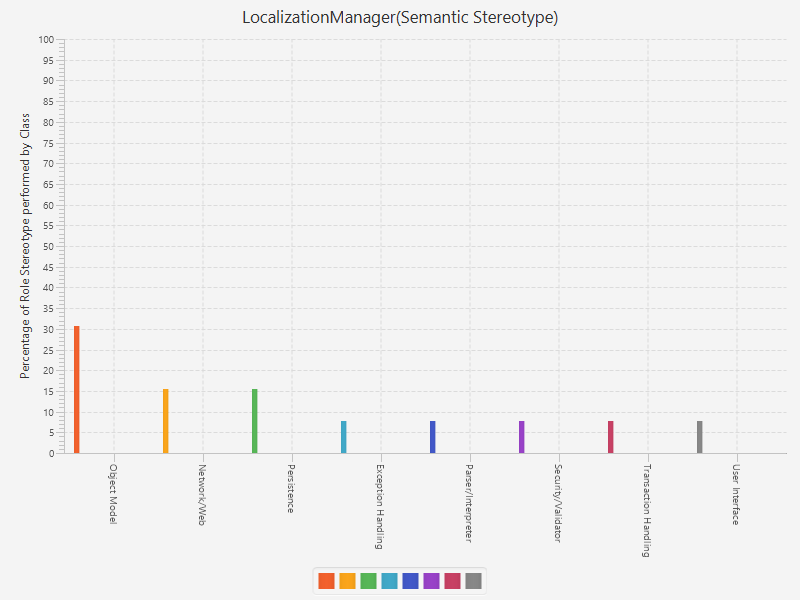 LocalizationManager(Semantic Stereotype)
Percentage of Role Stereotype performed by Class
100
95
90
85
80
75
70
65
60
55
50
45
40
35
30
25
20
15
10
5
0
Object Model
Network/Web
Persistence
Exception Handling
Parser/Interpreter
Security/Validator
Transaction Handling
User Interface